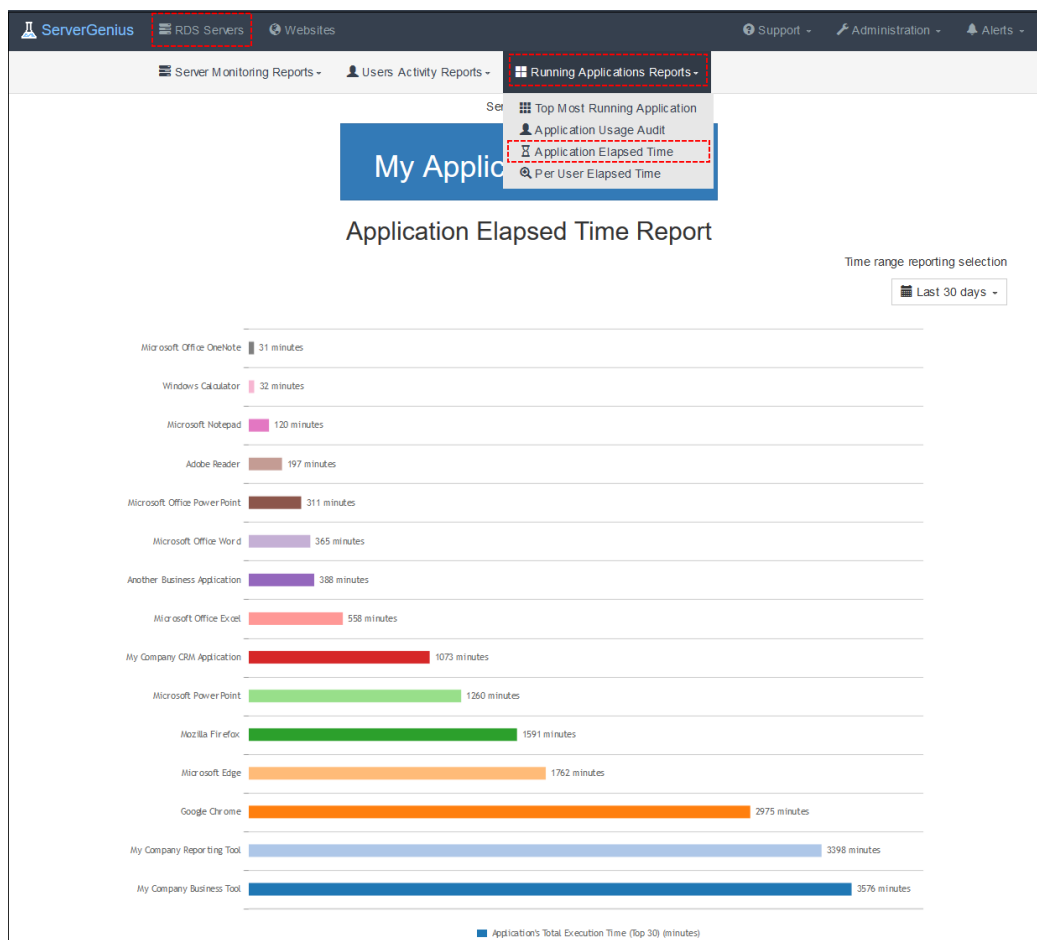 ServerGenius RDS Servers Websites Support Administration Alerts
Server Monitoring Reports Users Activity Reports Running Applications Reports
Top Most Running Application
Application Usage Audit
Application Elapsed Time
Per User Elapsed Time
My
Application Elapsed Time Report
Time range reporting selection
Last 30 days
Microsoft Office OneNote 31 minutes
Windows Calculator 32 minutes
Microsoft Notepad 120 minutes
Adobe Reader 197 minutes
Microsoft Office PowerPoint 311 minutes
Microsoft Office Word 365 minutes
Another Business Application 388 minutes
Microsoft Office Excel 558 minutes
My Company CRM Application 1073 minutes
Microsoft PowerPoint 1260 minutes
Mozilla Firefox 1591 minutes
Microsoft Edge 1762 minutes
Google Chrome 2975 minutes
My Company Reporting Tool 3398 minutes
My Company Business Tool 3576 minutes
Application's Total Execution Time (Top 30) (minutes)